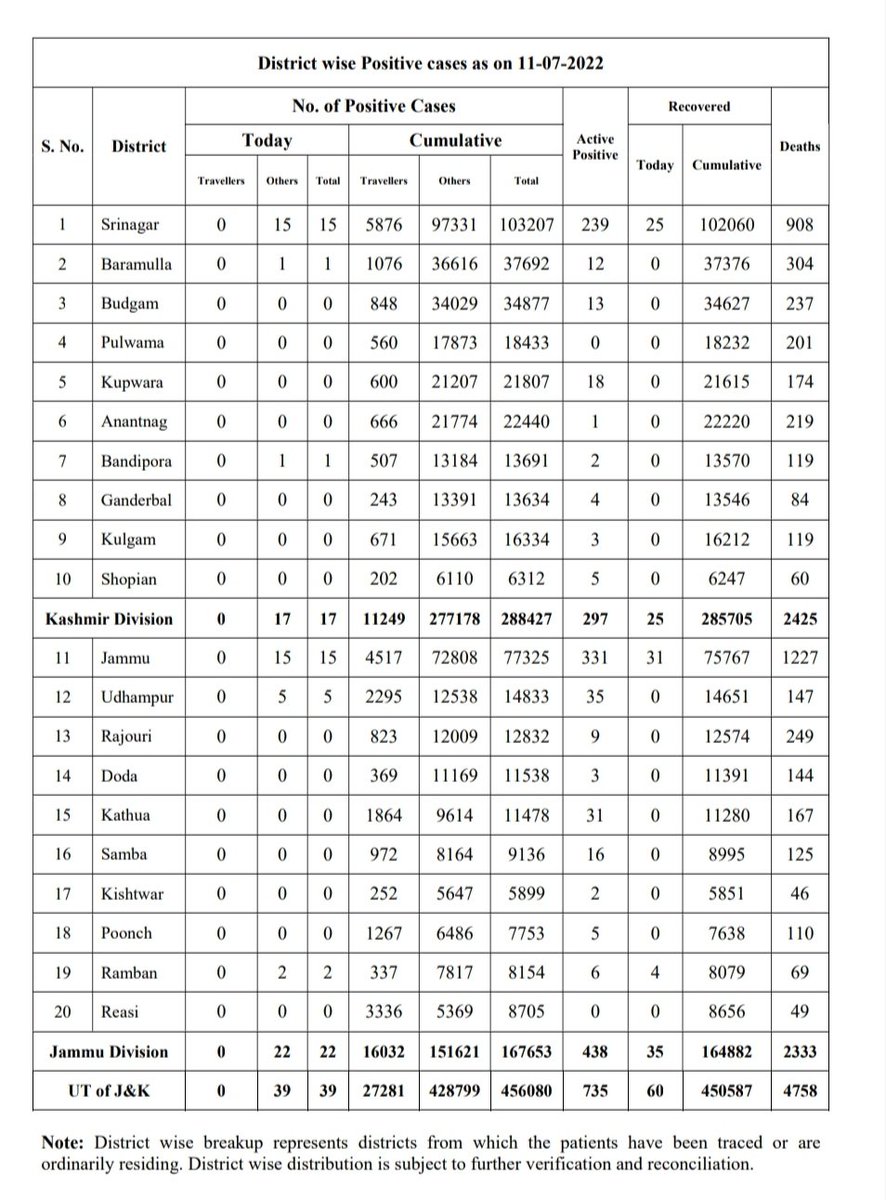 District wise Positive cases as on 11-07-2022
S. No. District No. of Positive Cases Active Positive Recovered Deaths
Today Cumulative Today Cumulative
Travellers Others Total Travellers Others Total
1 Srinagar 0 15 15 5876 97331 103207 239 25 102060 908
2 Baramulla 0 1 1 1076 36616 37692 12 0 37376 304
3 Budgam 0 0 0 848 34029 34877 13 0 34627 237
4 Pulwama 0 0 0 560 17873 18433 0 0 18232 201
5 Kupwara 0 0 0 600 21207 21807 18 0 21615 174
6 Anantnag 0 0 0 666 21774 22440 1 0 22220 219
7 Bandipora 0 1 1 507 13184 13691 2 0 13570 119
8 Ganderbal 0 0 0 243 13391 13634 4 0 13546 84
9 Kulgam 0 0 0 671 15663 16334 3 0 16212 119
10 Shopian 0 0 0 202 6110 6312 5 0 6247 60
Kashmir Division 0 17 17 11249 277178 288427 297 25 285705 2425
11 Jammu 0 15 15 4517 72808 77325 331 31 75767 1227
12 Udhampur 0 5 5 2295 12538 14833 35 0 14651 147
13 Rajouri 0 0 0 823 12009 12832 9 0 12574 249
14 Doda 0 0 0 369 11169 11538 3 0 11391 144
15 Kathua 0 0 0 1864 9614 11478 31 0 11280 167
16 Samba 0 0 0 972 8164 9136 16 0 8995 125
17 Kishtwar 0 0 0 252 5647 5899 2 0 5851 46
18 Poonch 0 0 0 1267 6486 7753 5 0 7638 110
19 Ramban 0 2 2 337 7817 8154 6 4 8079 69
20 Reasi 0 0 0 3336 5369 8705 0 0 8656 49
Jammu Division 0 22 22 16032 151621 167653 438 35 164882 2333
UT of J&K 0 39 39 27281 428799 456080 735 60 450587 4758
Note: District wise breakup represents districts from which the patients have been traced or are
ordinarily residing. District wise distribution is subject to further verification and reconciliation.